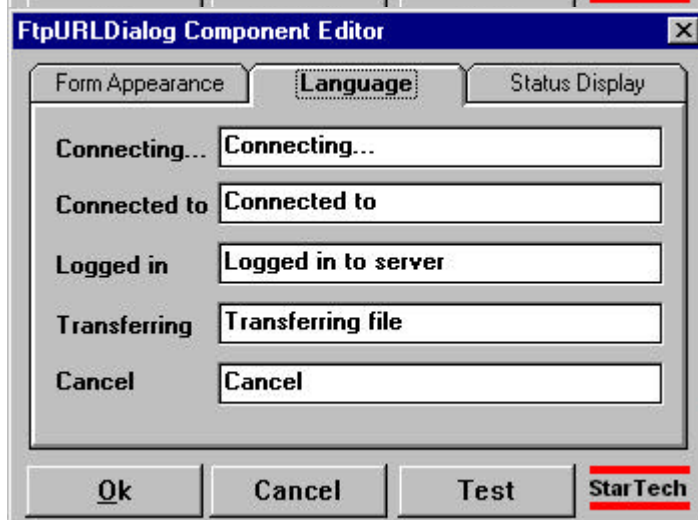 FtpURLDialog Component Editor
Form Appearance Language Status Display
Connecting... Connecting...
Connected to Connected to
Logged in Logged in to server
Transferring Transferring file
Cancel Cancel
Ok Cancel Test StarTech